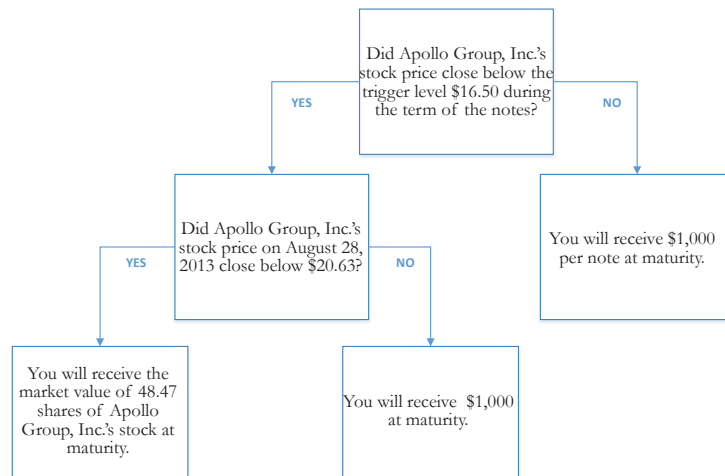 Did Apollo Group, Inc.'s
stock price close below the
trigger level $16.50 during
the term of the notes?
YES
NO
Did Apollo Group, Inc.'s
stock price on August 28,
2013 close below $20.63?
You will receive $1,000
per note at maturity.
YES
NO
You will receive the
market value of 48.47
shares of Apollo
Group, Inc.'s stock at
maturity.
You will receive $1,000
at maturity.